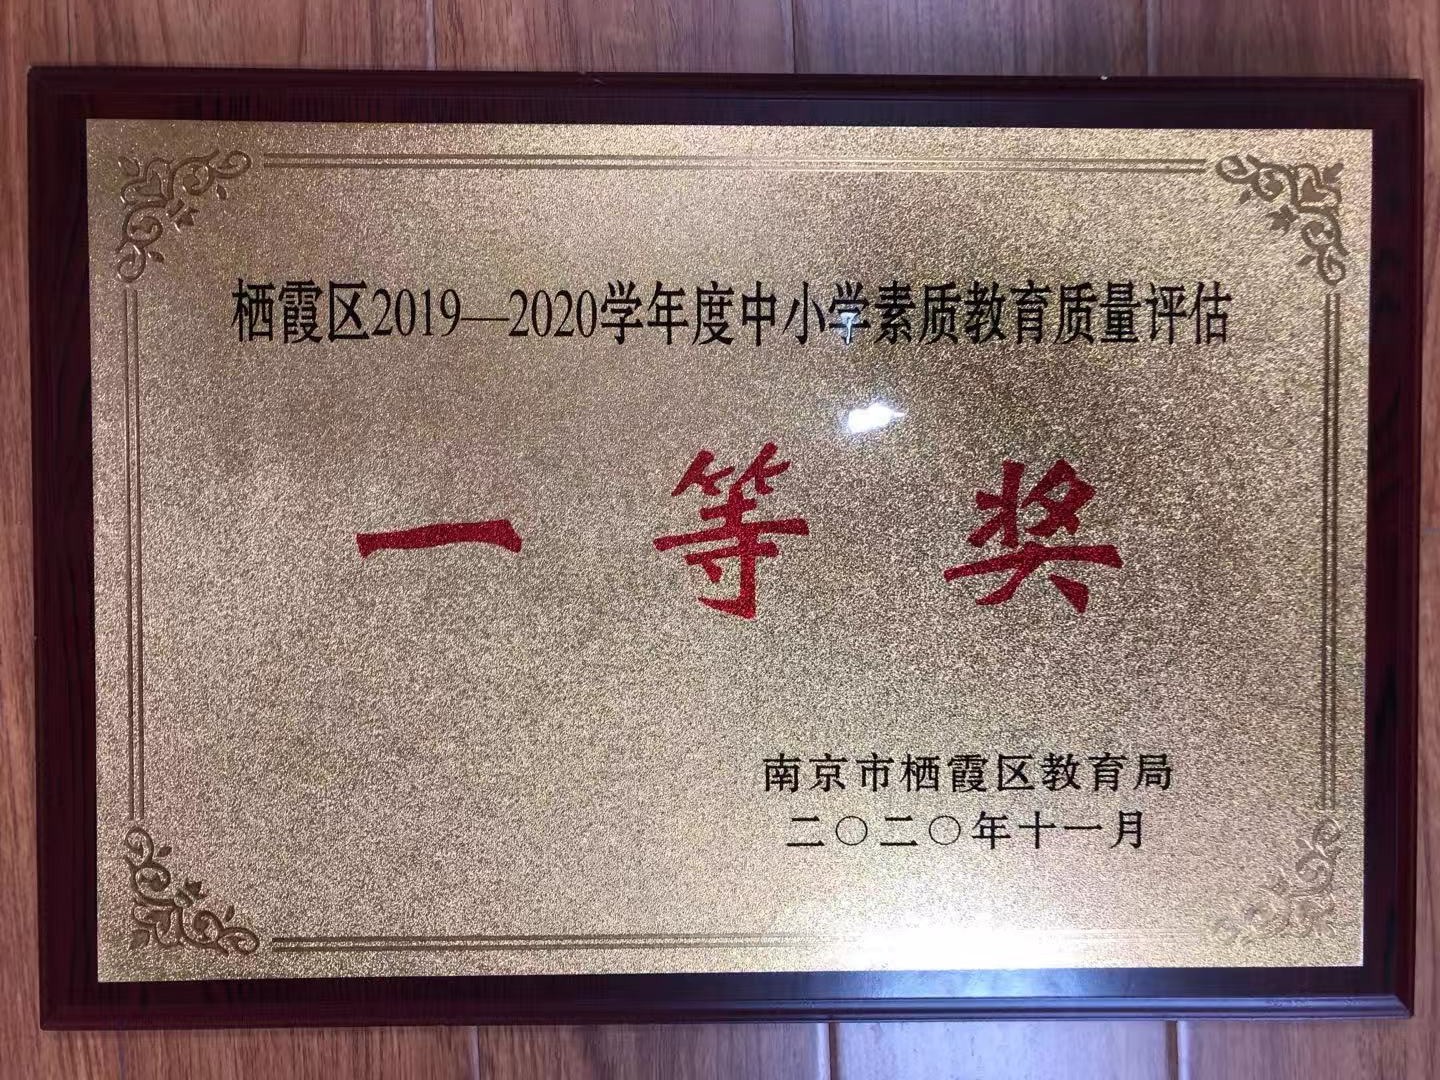 栖霞区2019—2020学年度中小学素质教育质量评估
一等奖
南京市栖霞区教育局
二〇二〇年十一月